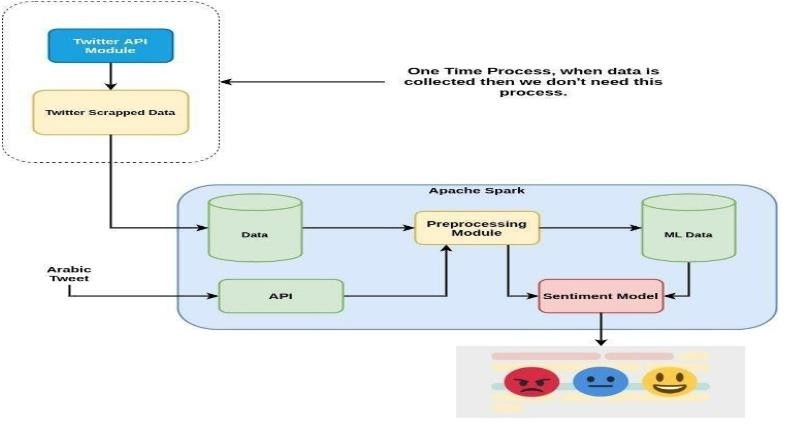 Twitter API
Module
Twitter Scrapped Data
One Time Process, when data is
collected then we don't need this
process.
Apache Spark
Data
Preprocessing
Module
ML Data
Arabic
Tweet
API
Sentiment Model